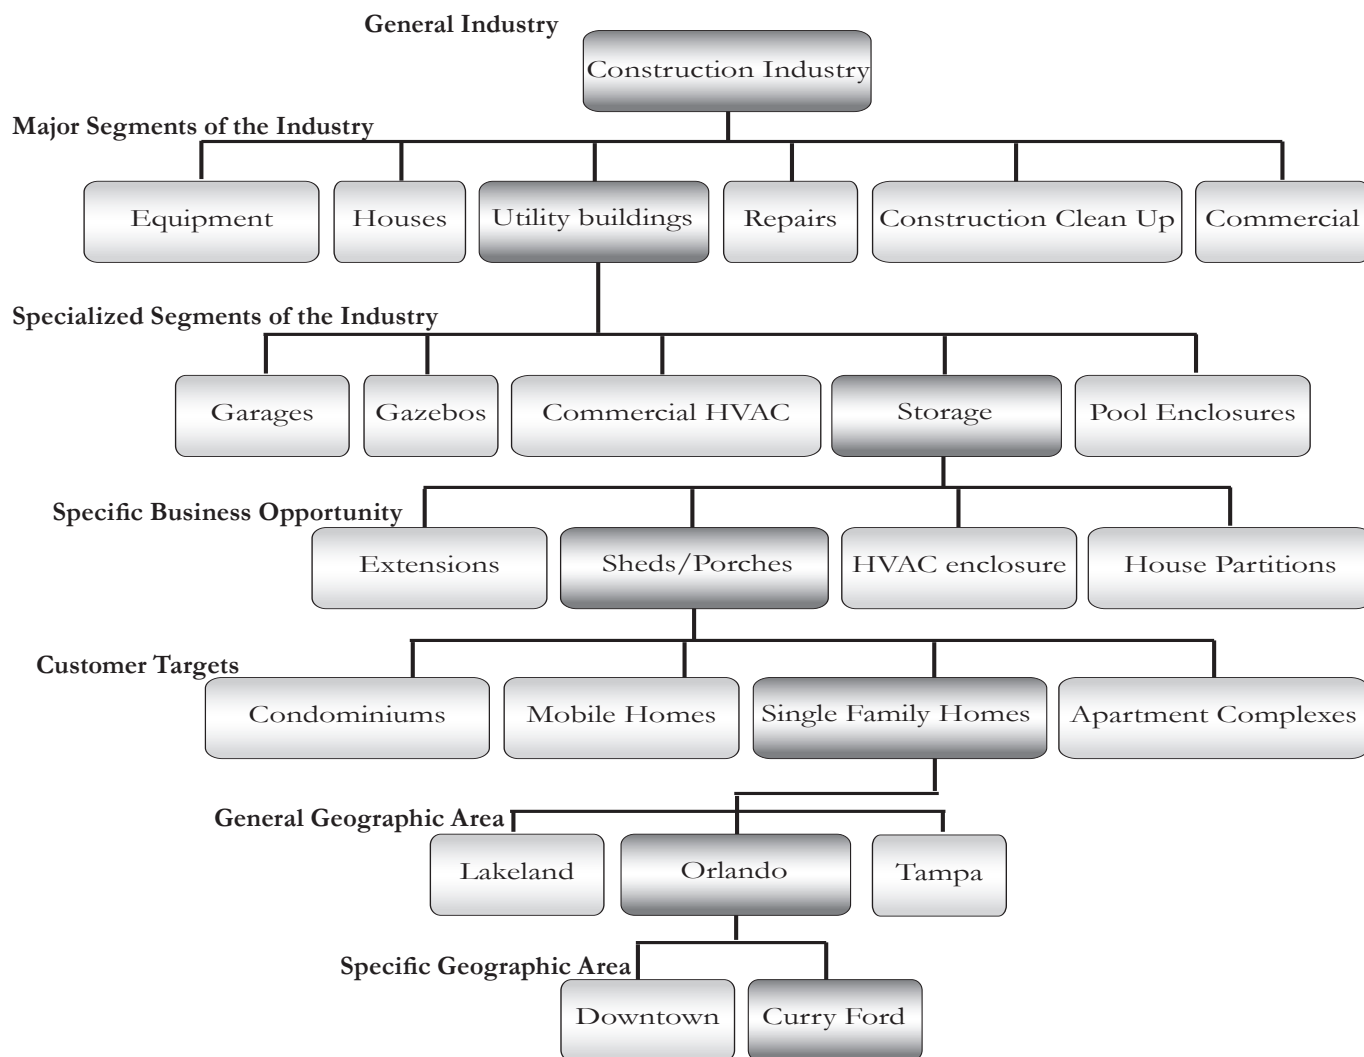 General Industry
Construction Industry
Major Segments of the Industry
Equipment
Houses
Utility buildings
Repairs
Construction Clean Up
Commercial
Specialized Segments of the Industry
Garages
Gazebos
Commercial HVAC
Storage
Pool Enclosures
Specific Business Opportunity
Extensions
Sheds/Porches
HVAC enclosure
House Partitions
Customer Targets
Condominiums
Mobile Homes
Single Family Homes
Apartment Complexes
General Geographic Area
Lakeland
Orlando
Tampa
Specific Geographic Area
Downtown
Curry Ford